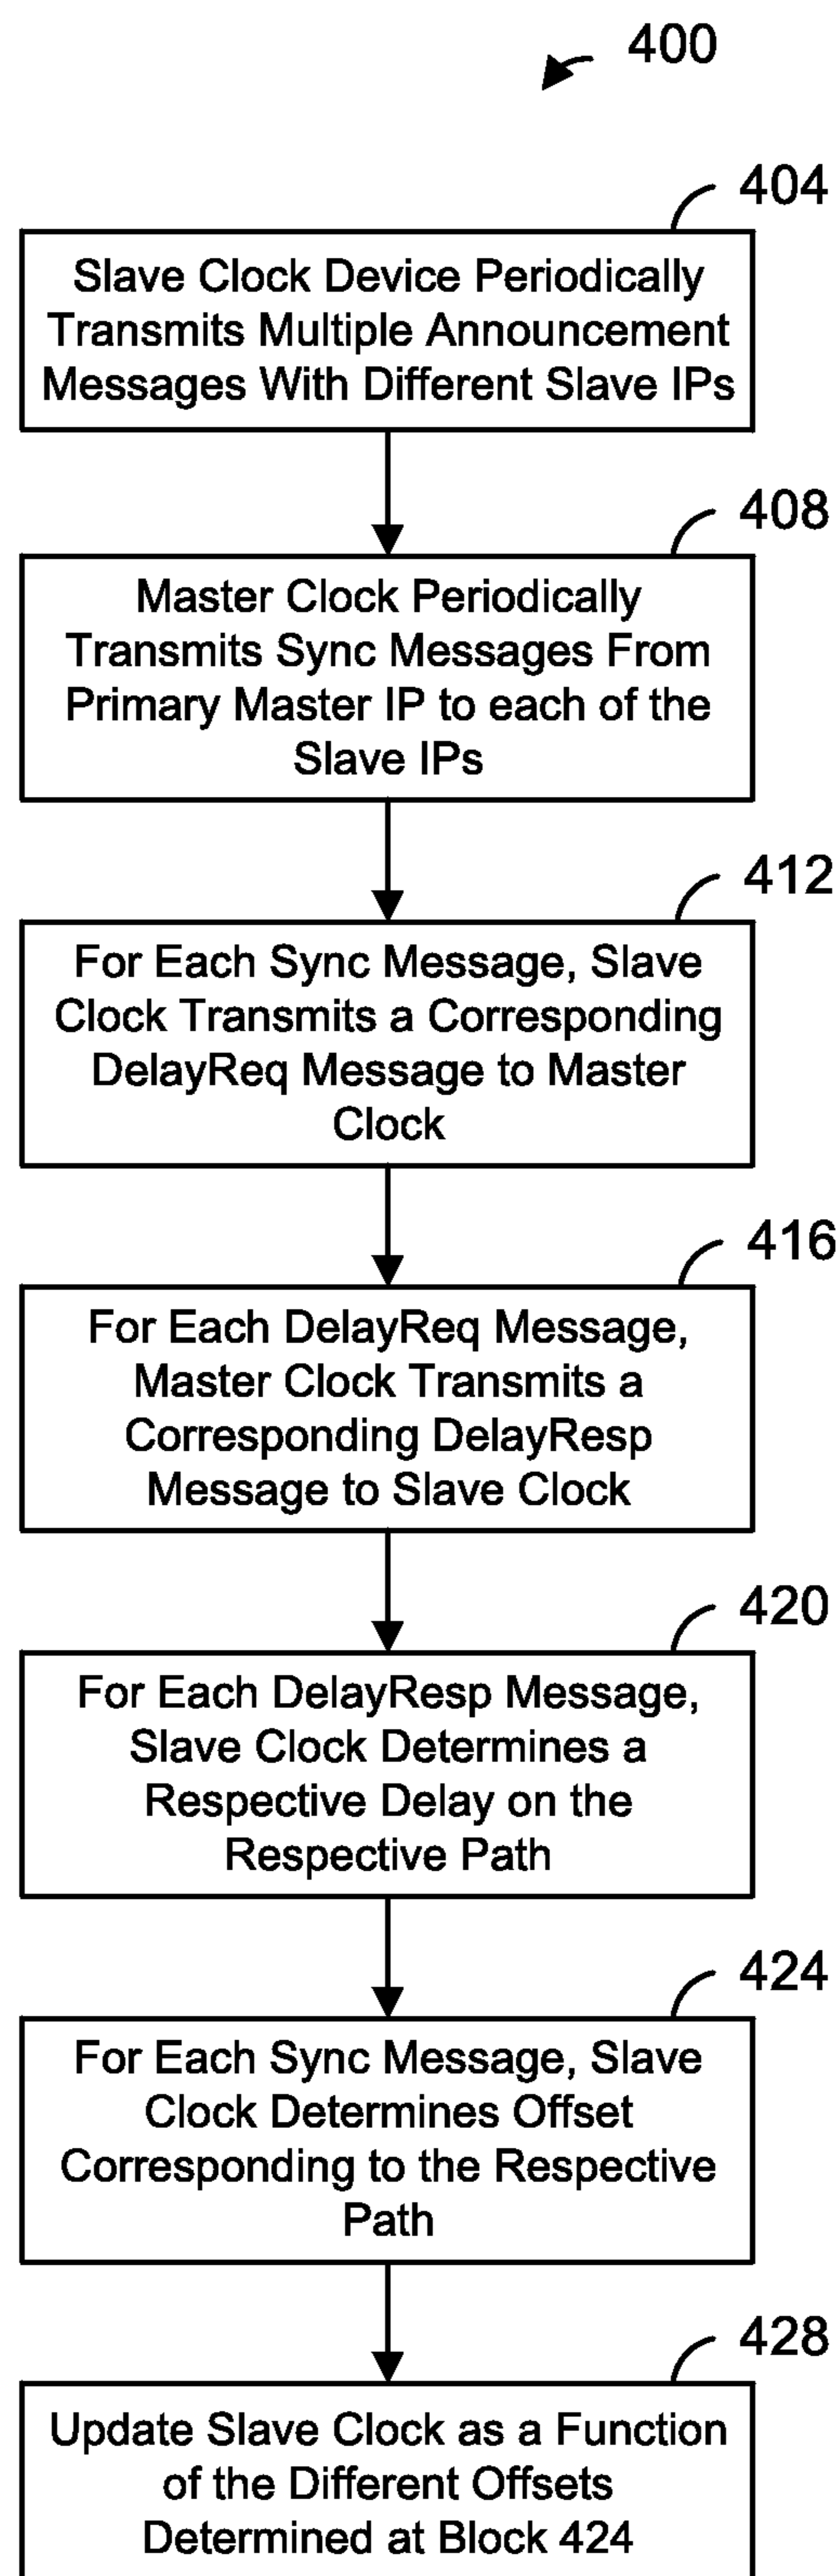 400
404
Slave Clock Device Periodically
Transmits Multiple Announcement
Messages With Different Slave IPs
408
Master Clock Periodically
Transmits Sync Messages From
Primary Master IP to each of the
Slave IPs
412
For Each Sync Message, Slave
Clock Transmits a Corresponding
DelayReq Message to Master
Clock
416
For Each DelayReq Message,
Master Clock Transmits a
Corresponding DelayResp
Message to Slave Clock
420
For Each DelayResp Message,
Slave Clock Determines a
Respective Delay on the
Respective Path
424
For Each Sync Message, Slave
Clock Determines Offset
Corresponding to the Respective
Path
428
Update Slave Clock as a Function
of the Different Offsets
Determined at Block 424